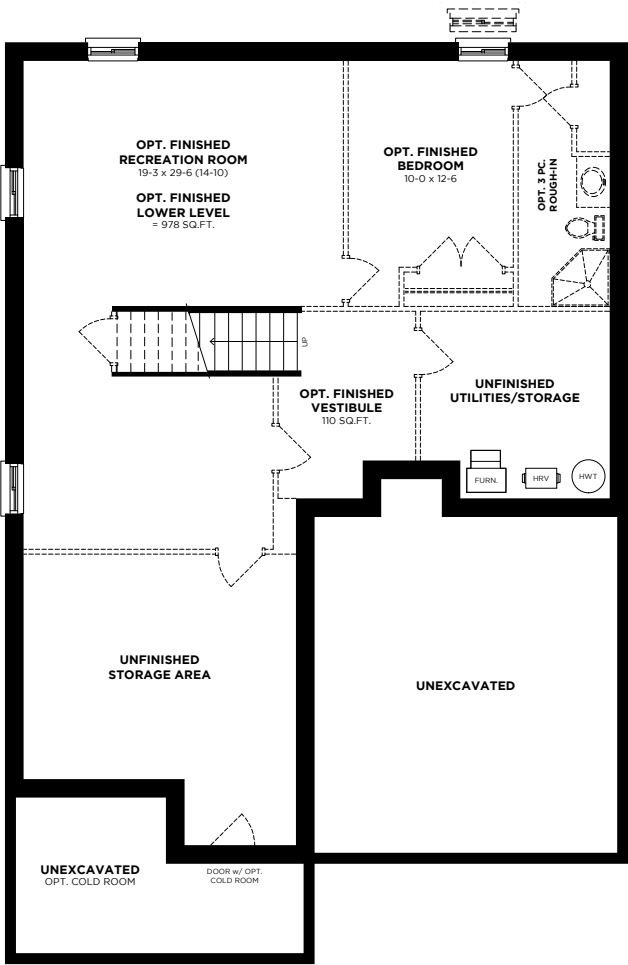 OPT. FINISHED
RECREATION ROOM
19-3 x 29-6 (14-10)
OPT. FINISHED
LOWER LEVEL
= 978 SQ.FT.
OPT. FINISHED
BEDROOM
10-0 x 12-6
OPT. 3 PC.
ROUGH-IN
UP
OPT. FINISHED
VESTIBULE
110 SQ.FT.
UNFINISHED
UTILITIES/STORAGE
FURN.
HRV
HWT
UNFINISHED
STORAGE AREA
UNEXCAVATED
UNEXCAVATED
OPT. COLD ROOM
DOOR w/ OPT.
COLD ROOM